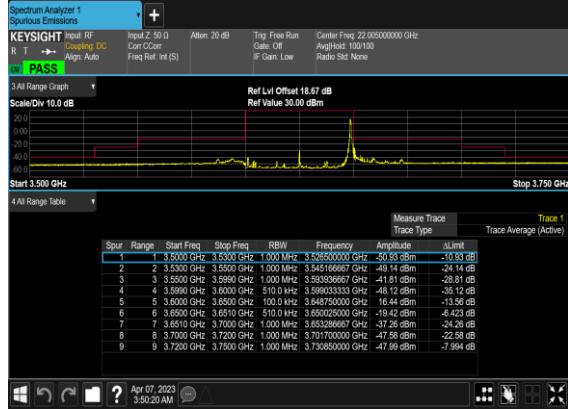 Spectrum Analyzer 1
Spurious Emissions
KEYSIGHT Input: RF Input Z: 50 Ω Atten: 20 dB Trig: Free Run Center Freq: 22.005000000 GHz
R T Coupling: DC Corr CCorr Gate: Off Avg|Hold: 100/100
Align: Auto Freq Ref: Int (S) IF Gain: Low Radio Std: None
PASS
3 All Range Graph Ref Lvl Offset 18.67 dB
Scale/Div 10.0 dB Ref Value 30.00 dBm
20.0
0.00
-20.0
-40.0
-60.0
Start 3.500 GHz Stop 3.750 GHz
4 All Range Table
Measure Trace Trace 1
Trace Type Trace Average (Active)
Spur Range Start Freq Stop Freq RBW Frequency Amplitude ΔLimit
1 1 3.5000 GHz 3.5300 GHz 1.000 MHz 3.526500000 GHz -50.93 dBm -10.93 dB
2 2 3.5300 GHz 3.5500 GHz 1.000 MHz 3.545166667 GHz -49.14 dBm -24.14 dB
3 3 3.5500 GHz 3.5990 GHz 1.000 MHz 3.593936667 GHz -41.81 dBm -28.81 dB
4 4 3.5990 GHz 3.6000 GHz 510.0 kHz 3.599033333 GHz -48.12 dBm -35.12 dB
5 5 3.6000 GHz 3.6500 GHz 100.0 kHz 3.648750000 GHz 16.44 dBm -13.56 dB
6 6 3.6500 GHz 3.6510 GHz 510.0 kHz 3.650025000 GHz -19.42 dBm -6.423 dB
7 7 3.6510 GHz 3.7000 GHz 1.000 MHz 3.653286667 GHz -37.26 dBm -24.26 dB
8 8 3.7000 GHz 3.7200 GHz 1.000 MHz 3.701700000 GHz -47.58 dBm -22.58 dB
9 9 3.7200 GHz 3.7500 GHz 1.000 MHz 3.730850000 GHz -47.99 dBm -7.994 dB
Apr 07, 2023
3:50:20 AM